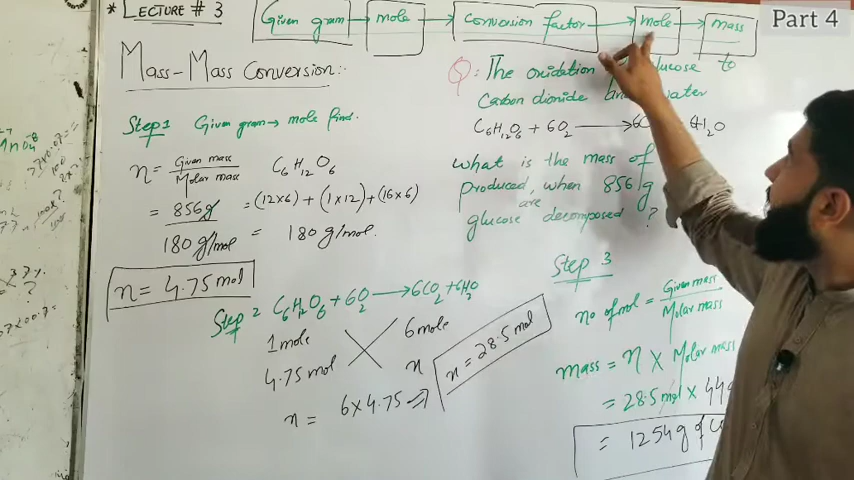 Part 4
* LECTURE # 3
Given gram → mole → Conversion factor → mole → mass
Mass-Mass Conversion:-
Step 1 Given gram → mole find.
n = Given mass / Molar mass C6H12O6
= 856g / 180 g/mol = (12×6) + (1×12) + (16×6)
= 180 g/mol.
n = 4.75 mol
Step 2 C6H12O6 + 6O2 → 6CO2 + 6H2O
1 mole 6 mole
4.75 mol n
n = 6×4.75 ⇒ n = 28.5 mol
Q: The oxidation glucose to
Carbon dioxide and water
C6H12O6 + 6O2 → 6 H2O
what is the mass of
produced, when 856 g
are
glucose decomposed ?
Step 3
no of mol = Given mass / Molar mass
mass = n × Molar mass
= 28.5 mol × 44
= 1254g of